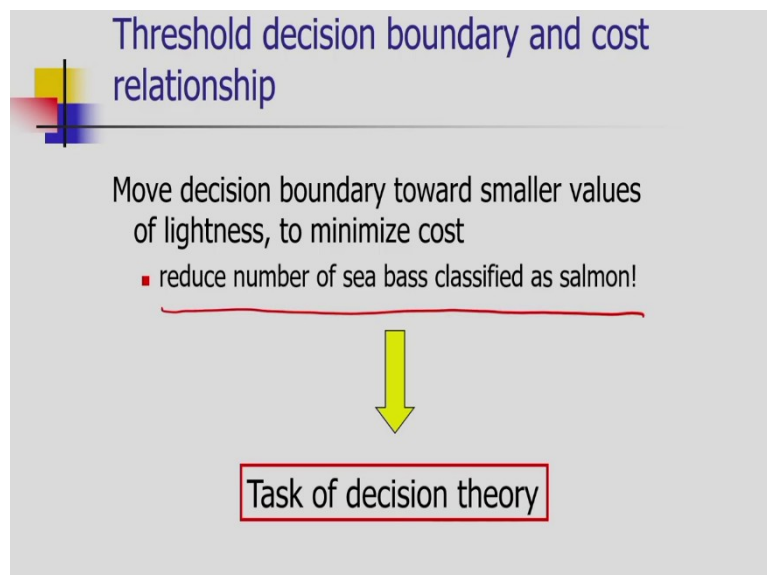 Threshold decision boundary and cost
relationship
Move decision boundary toward smaller values
of lightness, to minimize cost
reduce number of sea bass classified as salmon!
Task of decision theory